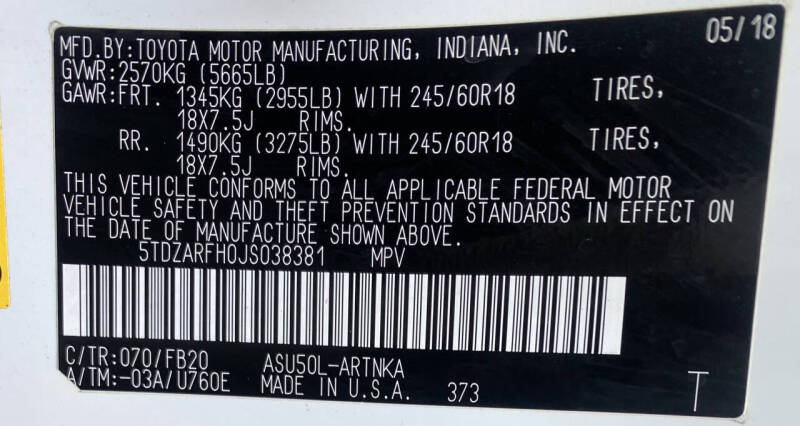 05/18
MFD.BY:TOYOTA MOTOR MANUFACTURING, INDIANA, INC.
GVWR:2570KG (5665LB)
GAWR:FRT. 1345KG (2955LB) WITH 245/60R18 TIRES,
18X7.5J RIMS.
RR. 1490KG (3275LB) WITH 245/60R18 TIRES,
18X7.5J RIMS.
THIS VEHICLE CONFORMS TO ALL APPLICABLE FEDERAL MOTOR
VEHICLE SAFETY AND THEFT PREVENTION STANDARDS IN EFFECT ON
THE DATE OF MANUFACTURE SHOWN ABOVE.
5TDZARFH0JS038381 MPV
C/TR:070/FB20 ASU50L-ARTNKA
A/TM:-03A/U760E MADE IN U.S.A. 373 T